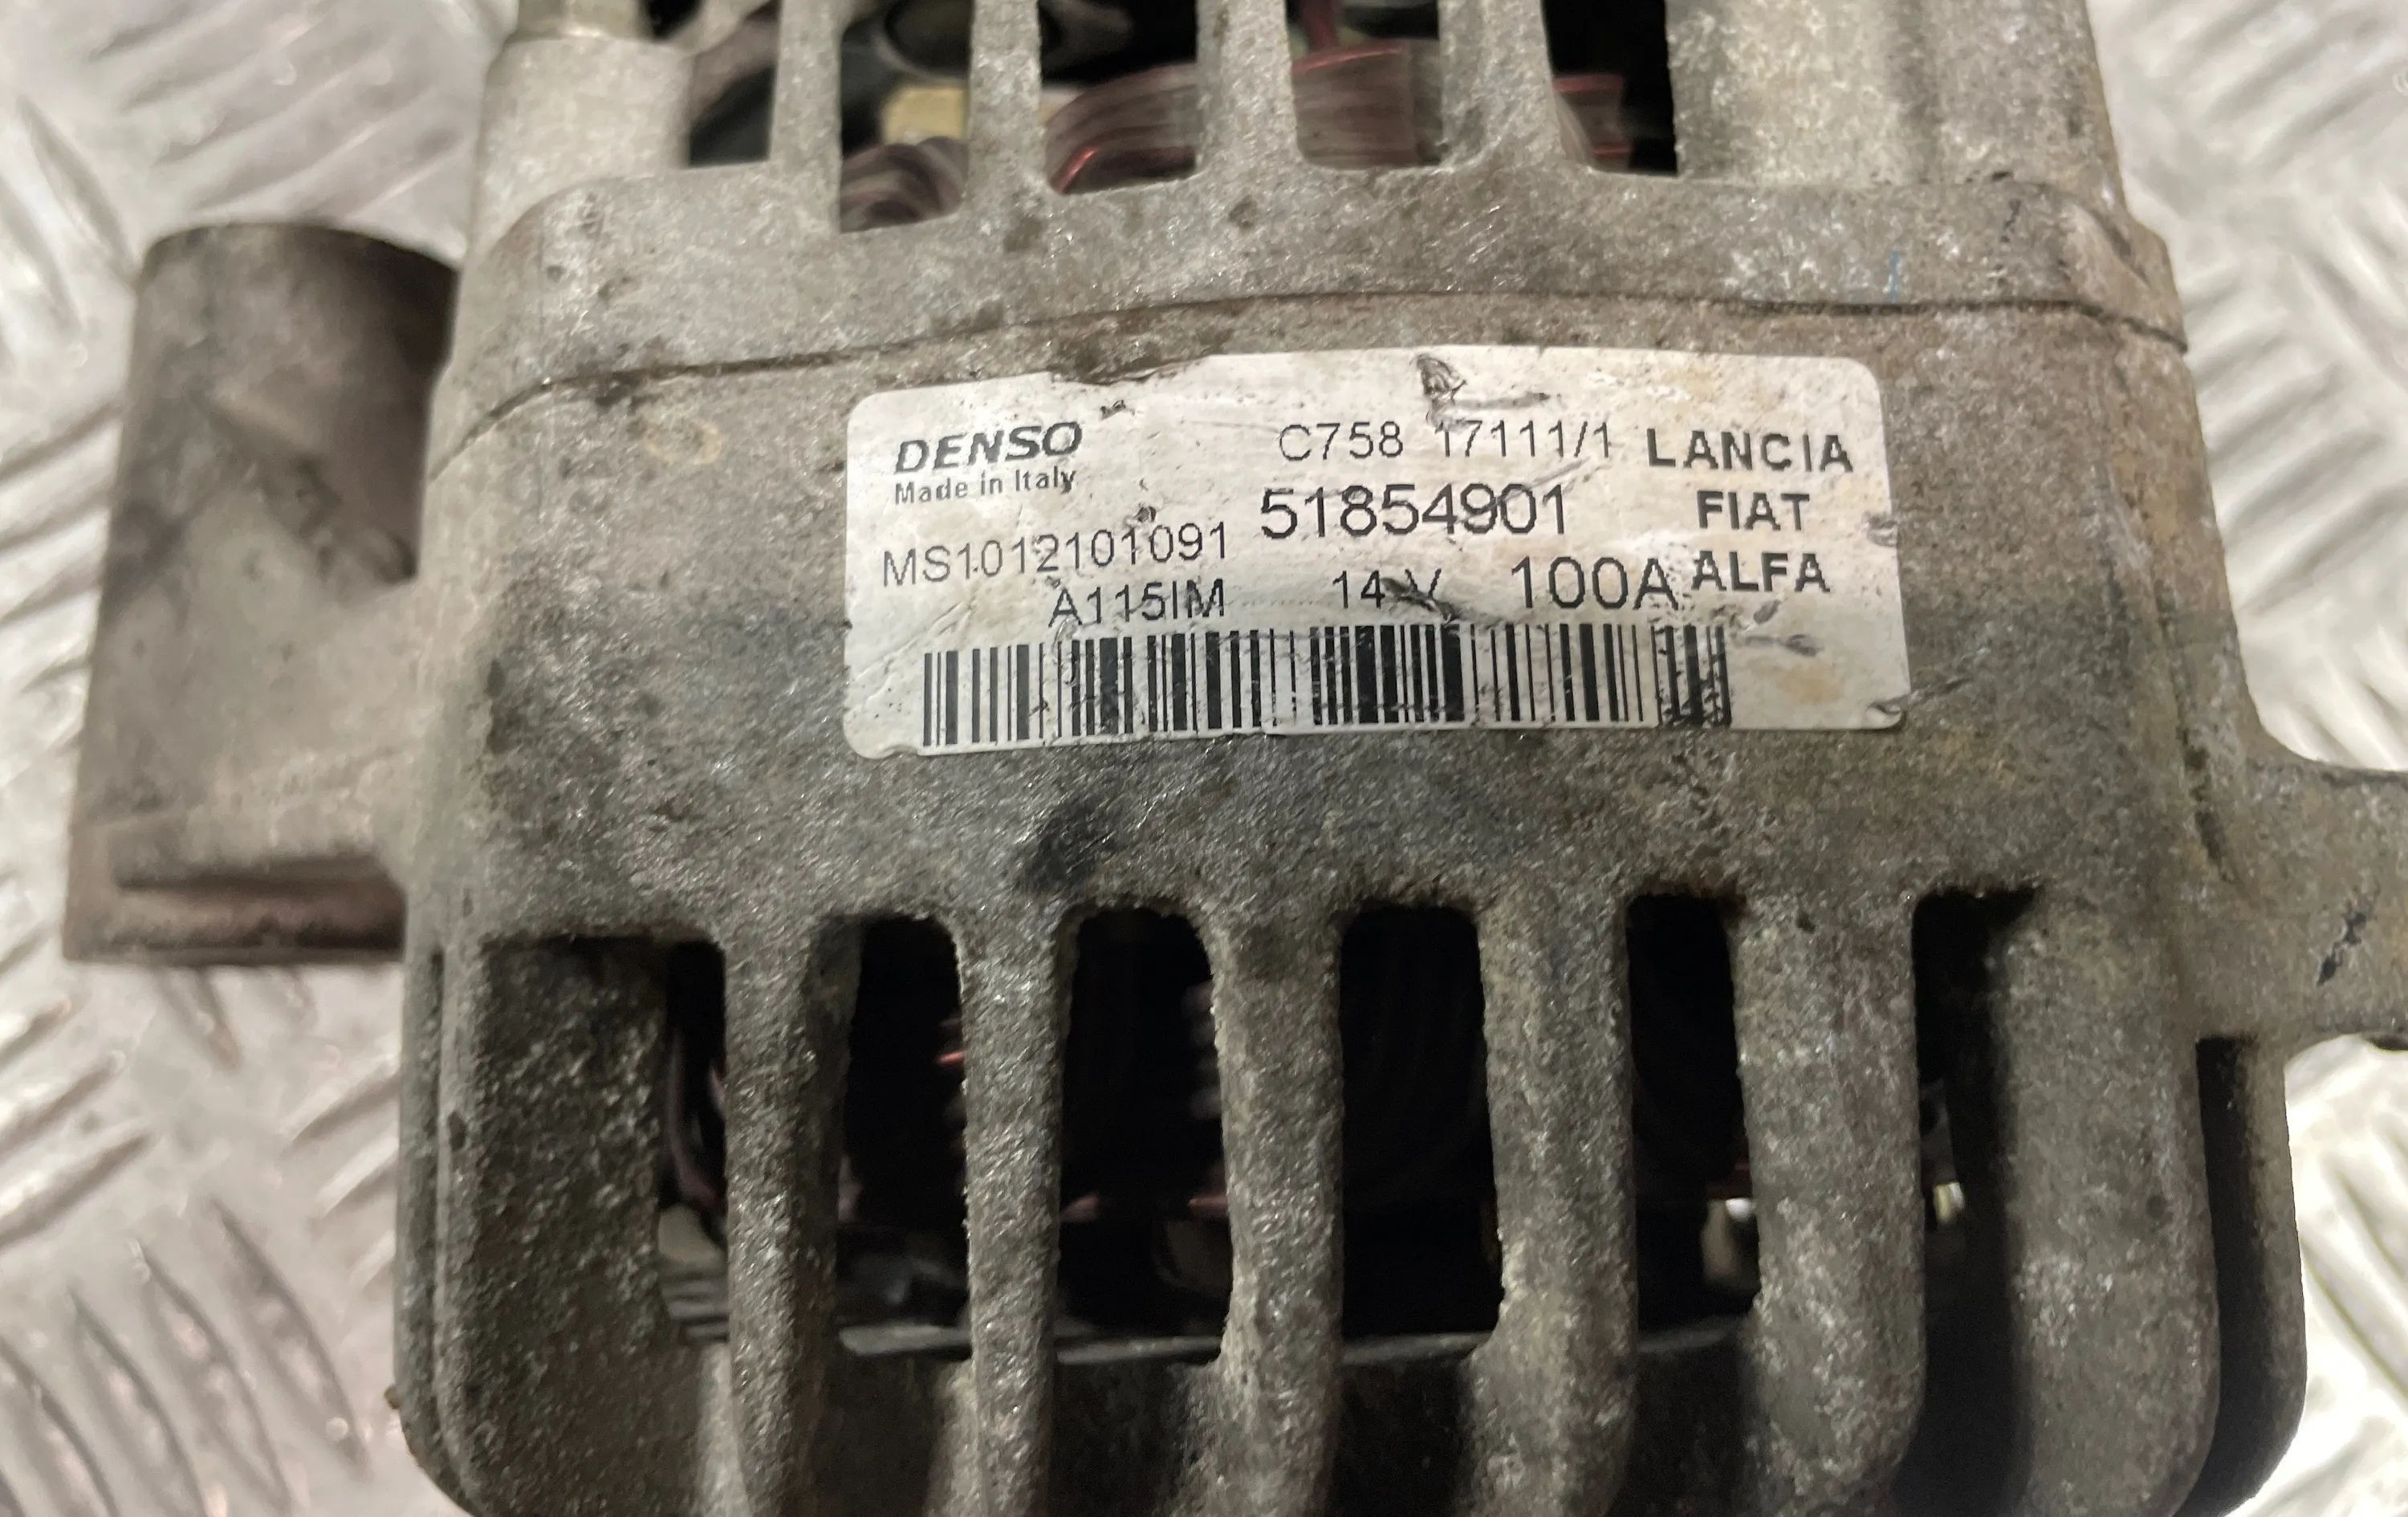 DENSO
Made in Italy
C758 17111/1
51854901
MS1012101091
A115IM 14 V 100A
LANCIA
FIAT
ALFA